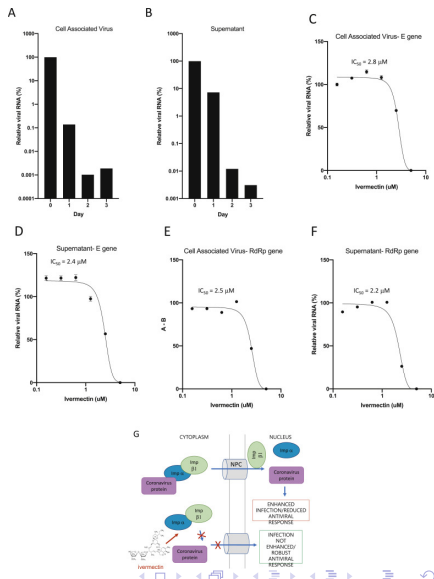 A
Cell Associated Virus
Relative viral RNA (%)
100
10
1
0.1
0.01
0.001
0.0001
0 1 2 3
Day
B
Supernatant
Relative viral RNA (%)
100
10
1
0.1
0.01
0.001
0 1 2 3
Day
C
Cell Associated Virus- E gene
IC50 = 2.8 µM
Relative viral RNA (%)
150
100
50
0
0.1 1 10
Ivermectin (uM)
D
Supernatant- E gene
IC50 = 2.4 µM
Relative viral RNA (%)
150
100
50
0
0.1 1 10
Ivermectin (uM)
E
Cell Associated Virus- RdRp gene
IC50 = 2.5 µM
A - B
150
100
50
0
0.1 1 10
Ivermectin (uM)
F
Supernatant- RdRp gene
IC50 = 2.2 µM
Relative viral RNA (%)
150
100
50
0
0.1 1 10
Ivermectin (uM)
G
CYTOPLASM
NUCLEUS
Imp
β1
Imp α
Coronavirus
protein
NPC
Imp
β1
Imp α
Coronavirus
protein
ENHANCED
INFECTION/REDUCED
ANTIVIRAL
RESPONSE
Imp
β1
Imp α
Coronavirus
protein
ivermectin
X
INFECTION
NOT
ENHANCED/
ROBUST
ANTIVIRAL
RESPONSE